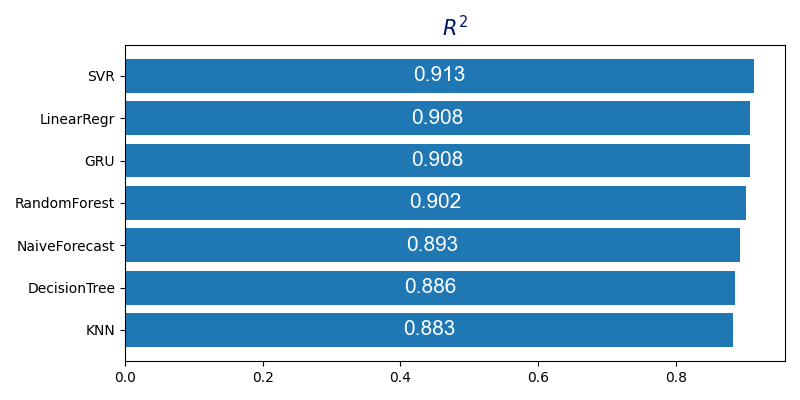 R²
SVR 0.913
LinearRegr 0.908
GRU 0.908
RandomForest 0.902
NaiveForecast 0.893
DecisionTree 0.886
KNN 0.883
0.0 0.2 0.4 0.6 0.8